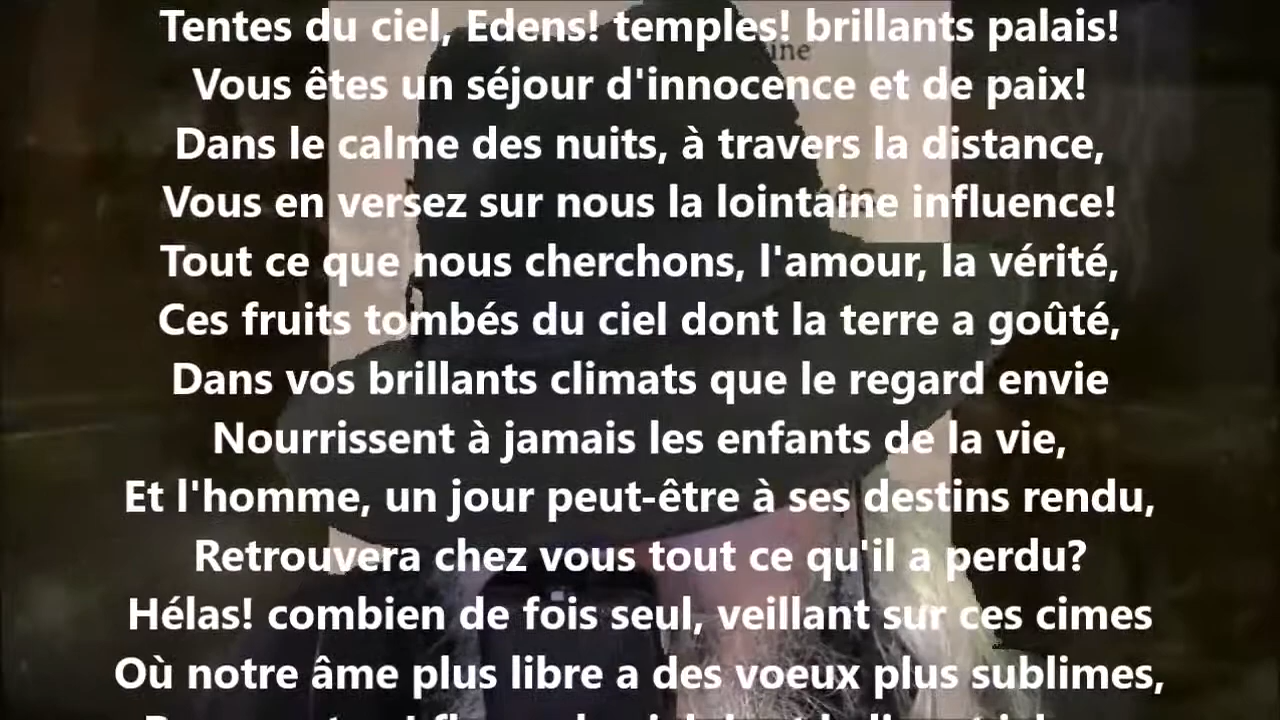 Tentes du ciel, Edens! temples! brillants palais!
Vous êtes un séjour d'innocence et de paix!
Dans le calme des nuits, à travers la distance,
Vous en versez sur nous la lointaine influence!
Tout ce que nous cherchons, l'amour, la vérité,
Ces fruits tombés du ciel dont la terre a goûté,
Dans vos brillants climats que le regard envie
Nourrissent à jamais les enfants de la vie,
Et l'homme, un jour peut-être à ses destins rendu,
Retrouvera chez vous tout ce qu'il a perdu?
Hélas! combien de fois seul, veillant sur ces cimes
Où notre âme plus libre a des voeux plus sublimes,